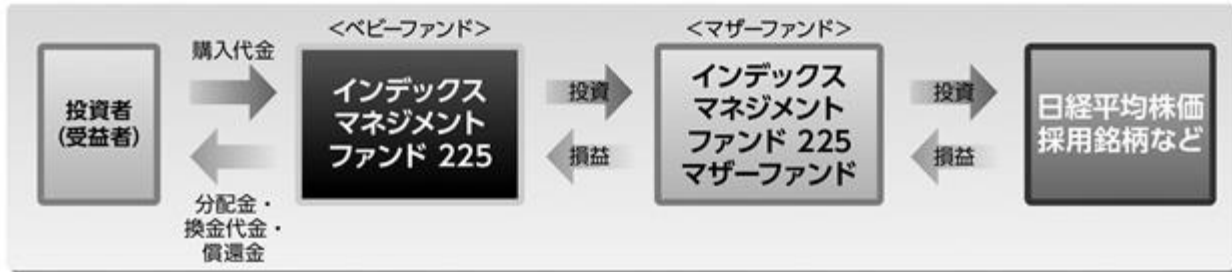 <ベビーファンド>
<マザーファンド>
購入代金
投資者
(受益者)
分配金・
換金代金・
償還金
インデックス
マネジメント
ファンド 225
投資
損益
インデックス
マネジメント
ファンド 225
マザーファンド
投資
損益
日経平均株価
採用銘柄など